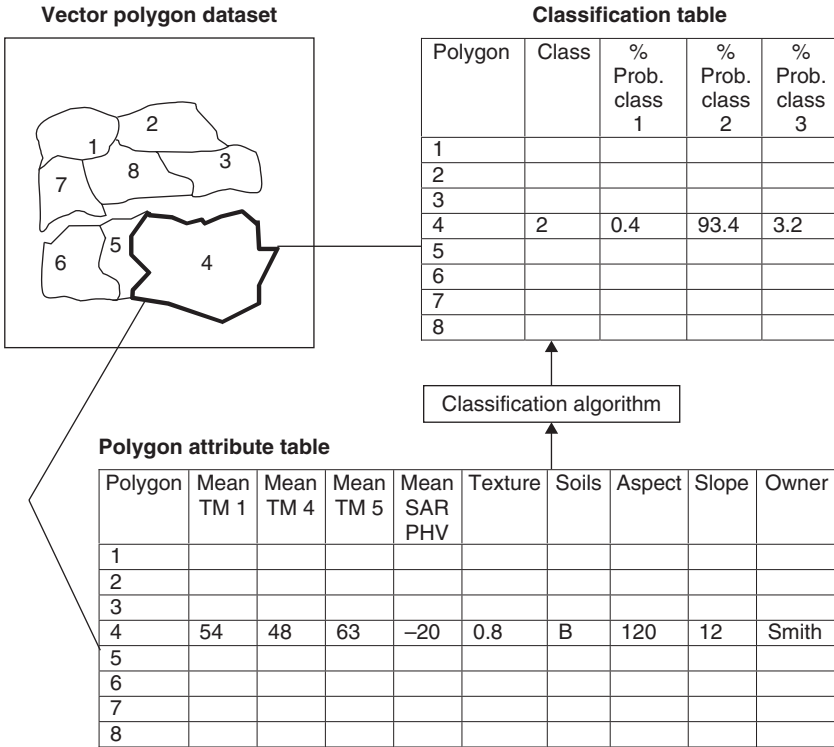 Vector polygon dataset
1
2
3
7
8
5
6
4
Classification table
Polygon Class % Prob. class 1 % Prob. class 2 % Prob. class 3
1
2
3
4 2 0.4 93.4 3.2
5
6
7
8
Classification algorithm
Polygon attribute table
Polygon Mean TM 1 Mean TM 4 Mean TM 5 Mean SAR PHV Texture Soils Aspect Slope Owner
1
2
3
4 54 48 63 –20 0.8 B 120 12 Smith
5
6
7
8